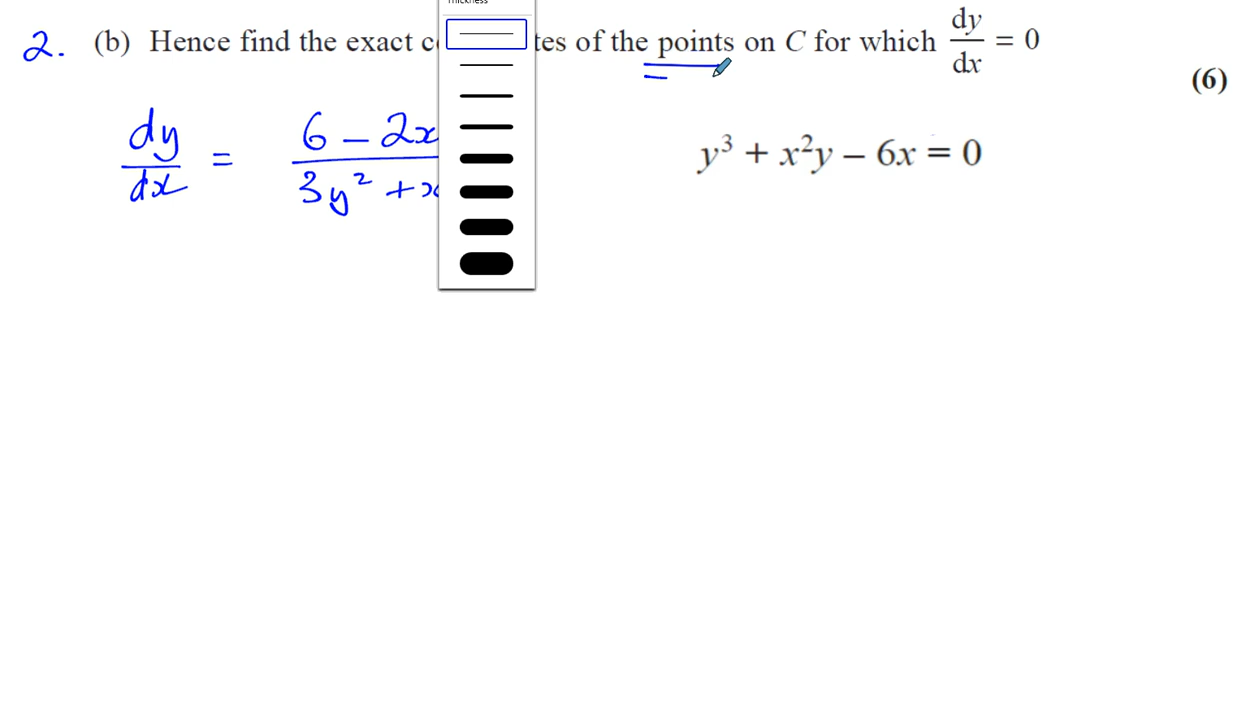 Thickness
2. (b) Hence find the exact c tes of the points on C for which dy/dx = 0
(6)
dy/dx = 6 - 2x / 3y² + x
y³ + x²y – 6x = 0